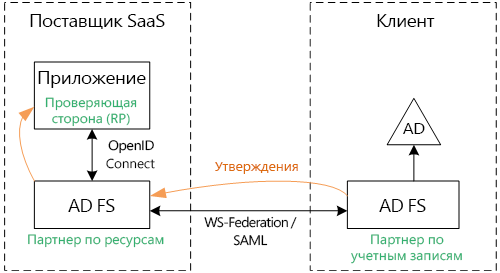 Поставщик SaaS
Клиент
Приложение
Проверяющая
сторона (RP)
AD
OpenID
Connect
Утверждения
AD FS
WS-Federation /
SAML
AD FS
Партнер по ресурсам
Партнер по
учетным записям